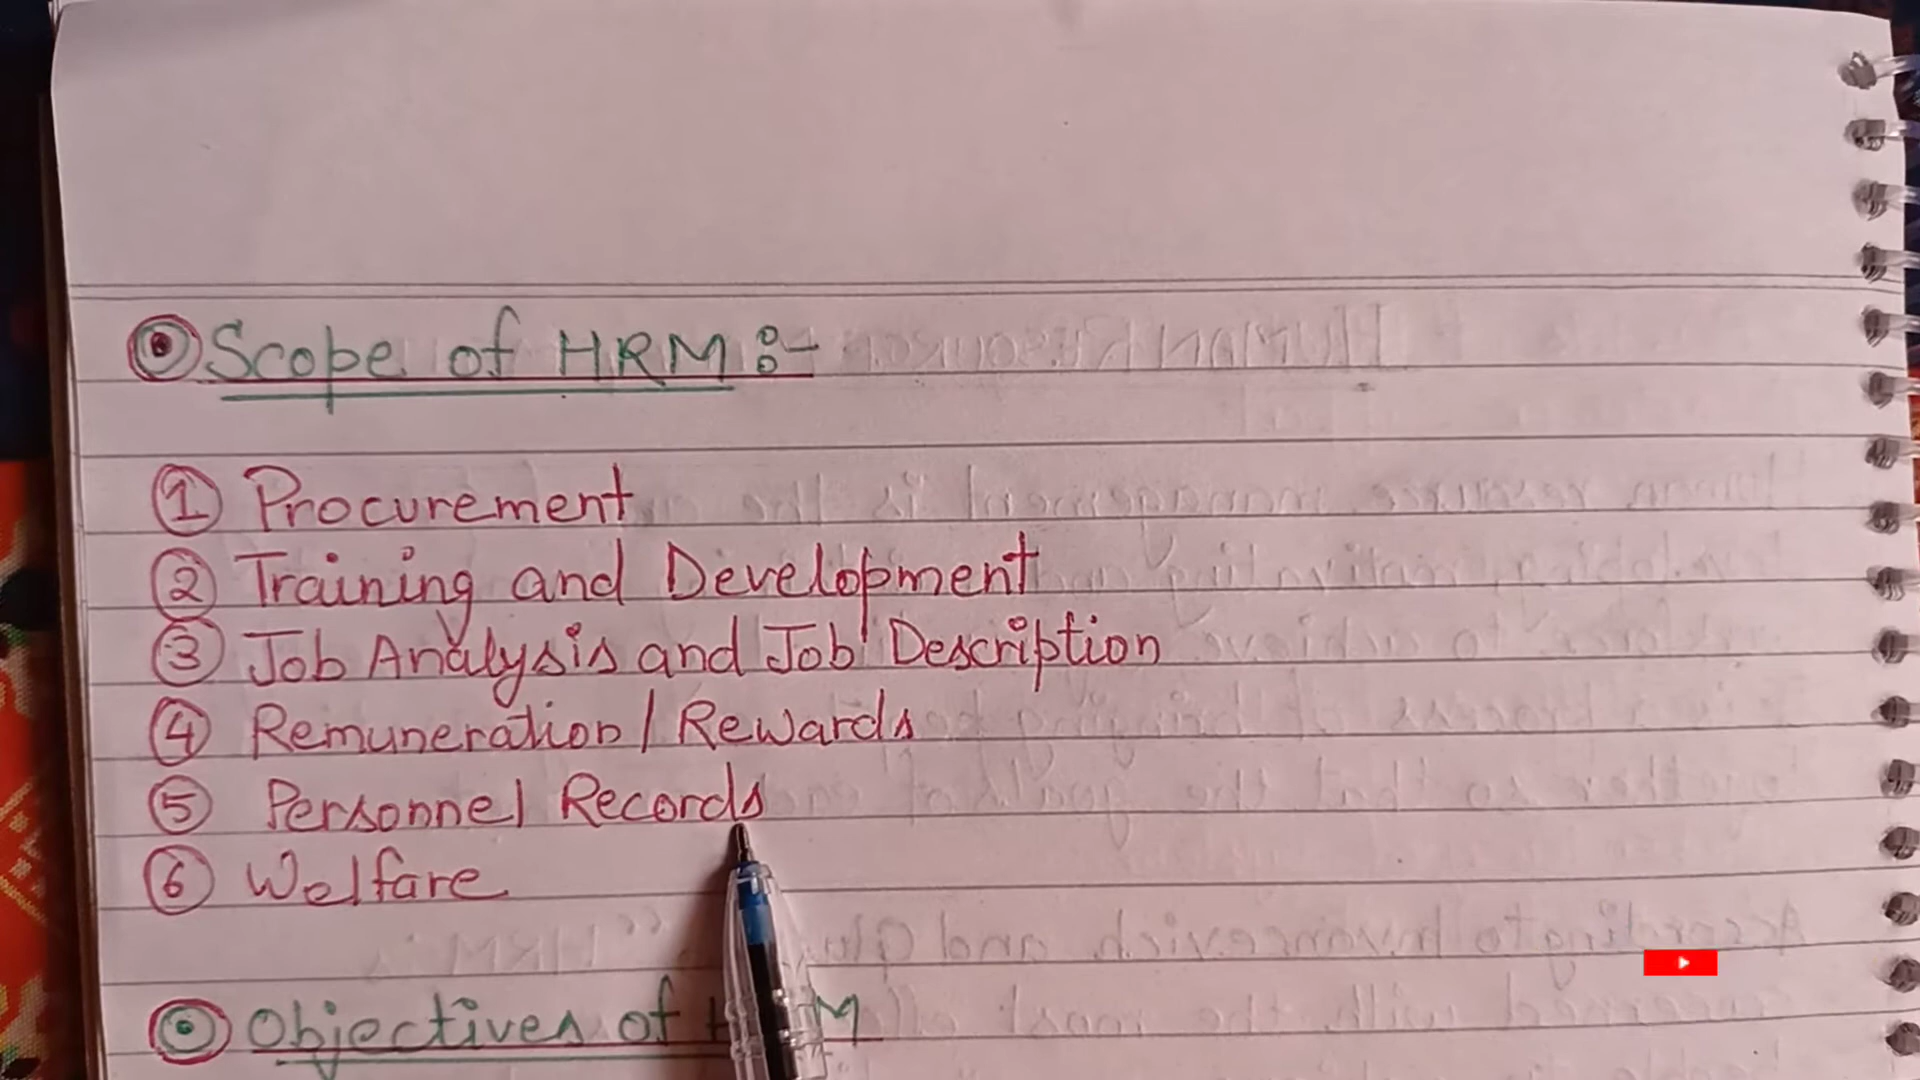 Scope of HRM :-
① Procurement
② Training and Development
③ Job Analysis and Job Description
④ Remuneration / Rewards
⑤ Personnel Records
⑥ Welfare
Objectives of HRM